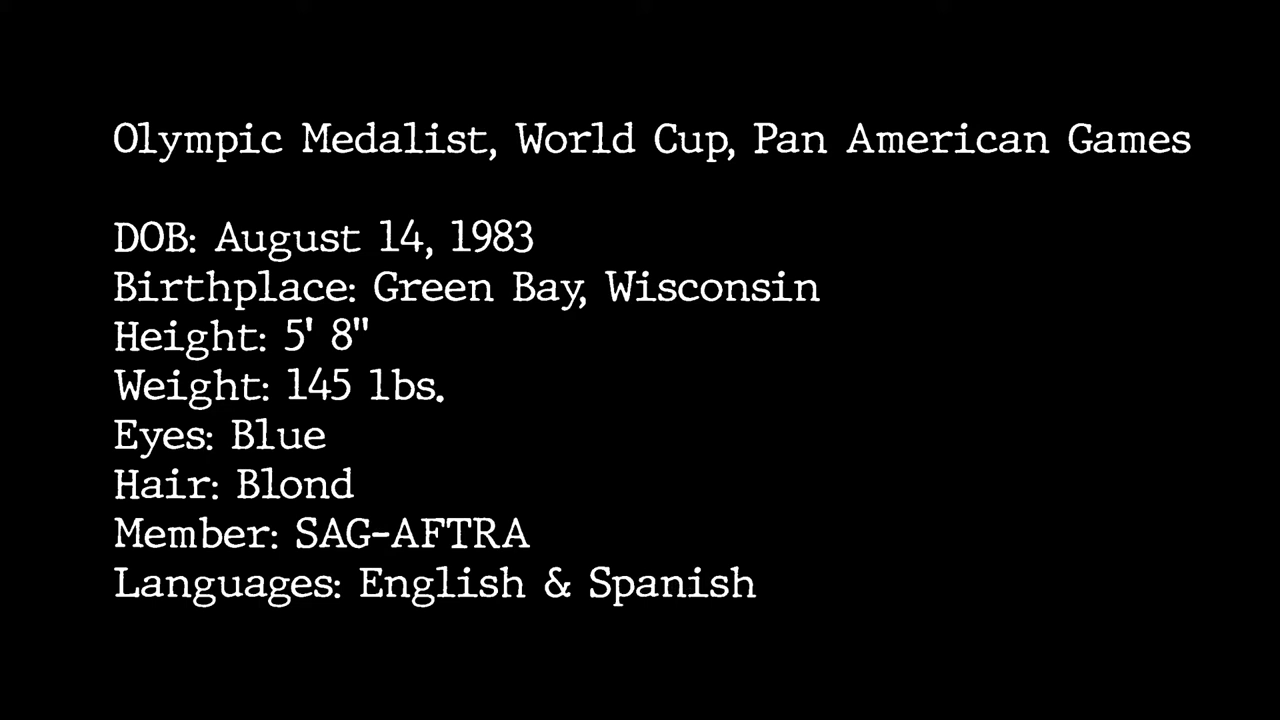 Olympic Medalist, World Cup, Pan American Games
DOB: August 14, 1983
Birthplace: Green Bay, Wisconsin
Height: 5' 8"
Weight: 145 lbs.
Eyes: Blue
Hair: Blond
Member: SAG-AFTRA
Languages: English & Spanish